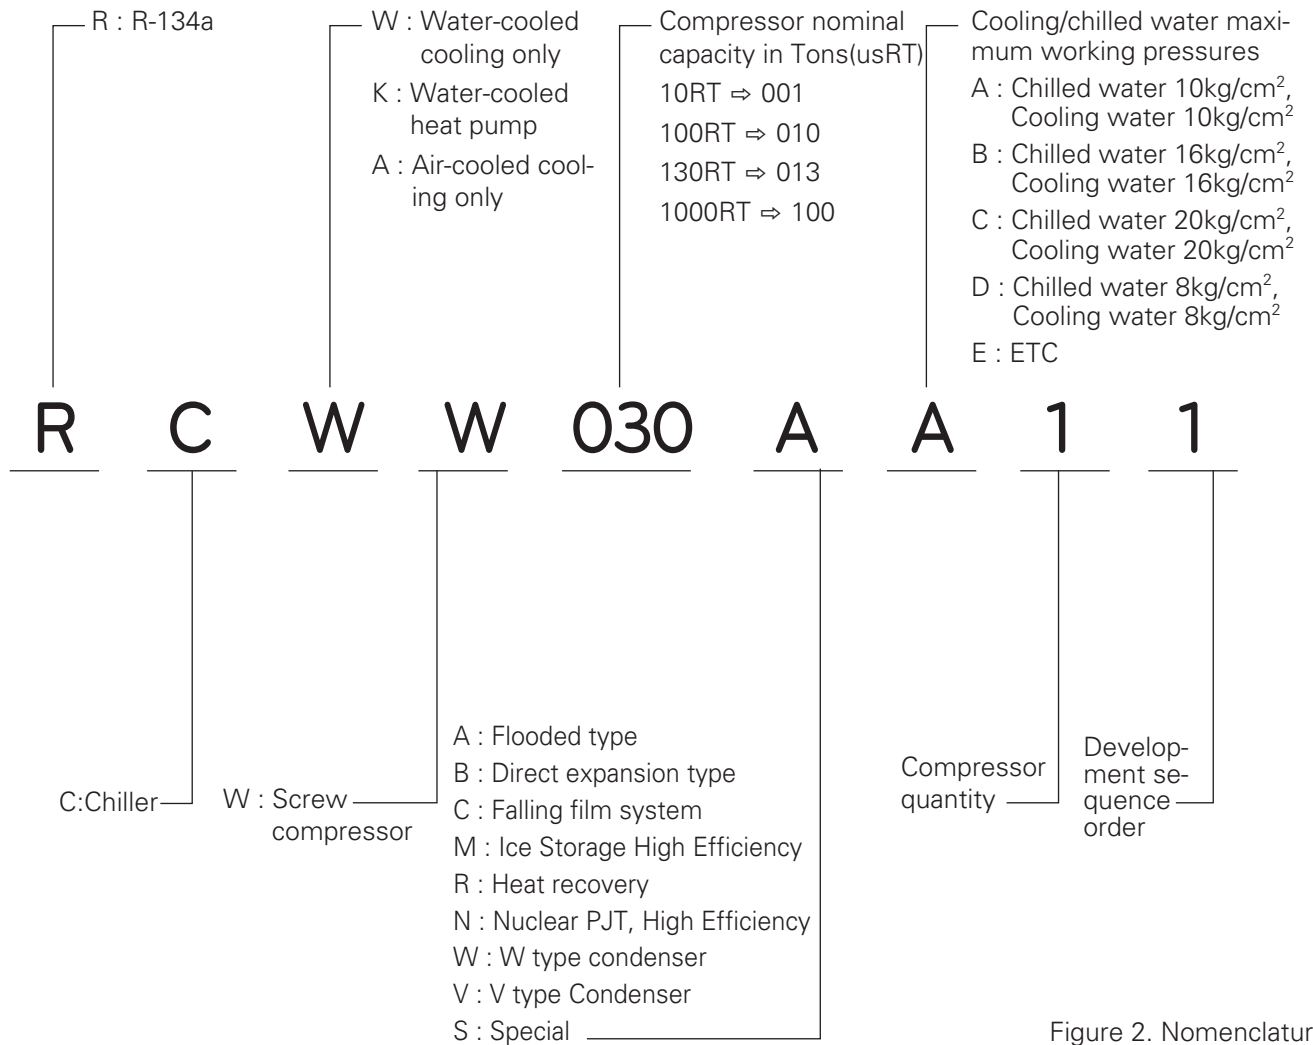 R : R-134a
W : Water-cooled
cooling only
K : Water-cooled
heat pump
A : Air-cooled cool-
ing only
Compressor nominal
capacity in Tons(usRT)
10RT ⇨ 001
100RT ⇨ 010
130RT ⇨ 013
1000RT ⇨ 100
Cooling/chilled water maxi-
mum working pressures
A : Chilled water 10kg/cm²,
Cooling water 10kg/cm²
B : Chilled water 16kg/cm²,
Cooling water 16kg/cm²
C : Chilled water 20kg/cm²,
Cooling water 20kg/cm²
D : Chilled water 8kg/cm²,
Cooling water 8kg/cm²
E : ETC
R C W W 030 A A 1 1
C:Chiller
W : Screw
compressor
A : Flooded type
B : Direct expansion type
C : Falling film system
M : Ice Storage High Efficiency
R : Heat recovery
N : Nuclear PJT, High Efficiency
W : W type condenser
V : V type Condenser
S : Special
Compressor
quantity
Develop-
ment se-
quence
order
Figure 2. Nomenclatur